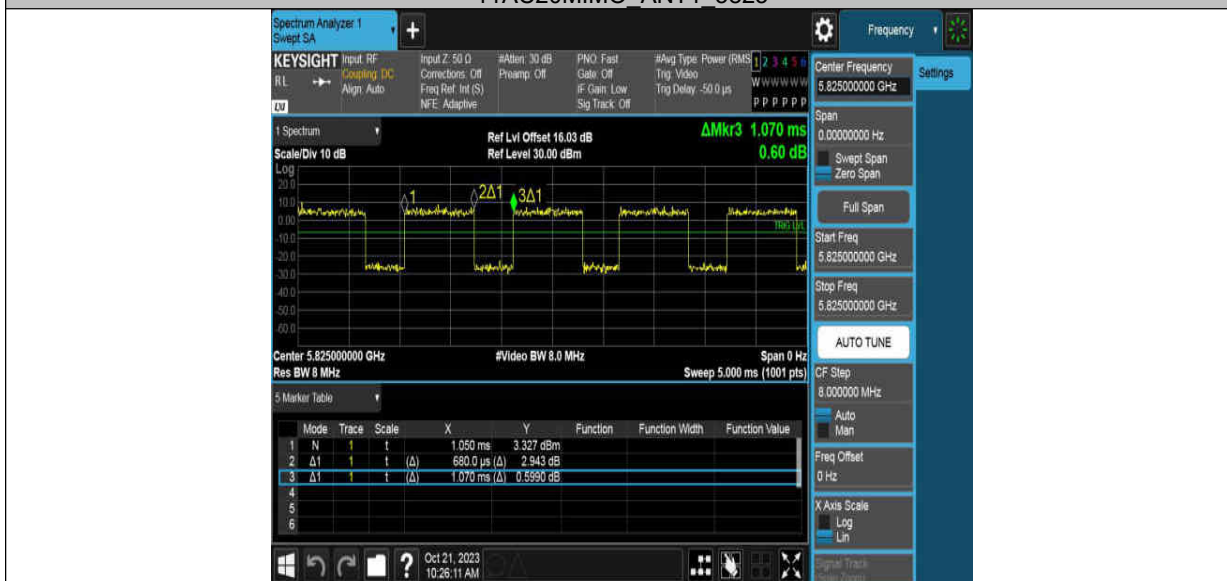 11AC20MIMO_ANT1_5825
Spectrum Analyzer 1
Swept SA
Frequency
KEYSIGHT
RL
Input: RF
Coupling: DC
Align: Auto
Input Z: 50 Ω
Corrections: Off
Freq Ref: Int (S)
NFE: Adaptive
#Atten: 30 dB
Preamp: Off
PNO: Fast
Gate: Off
IF Gain: Low
Sig Track: Off
#Avg Type: Power (RMS
Trig: Video
Trig Delay: -50.0 µs
1 2 3 4 5 6
W W W W W W
P P P P P P
Center Frequency
5.825000000 GHz
Settings
Span
0.00000000 Hz
Swept Span
Zero Span
Full Span
Start Freq
5.825000000 GHz
Stop Freq
5.825000000 GHz
AUTO TUNE
CF Step
8.000000 MHz
Auto
Man
Freq Offset
0 Hz
X Axis Scale
Log
Lin
Signal Track
1 Spectrum
Scale/Div 10 dB
Ref Lvl Offset 16.03 dB
Ref Level 30.00 dBm
ΔMkr3 1.070 ms
0.60 dB
Log
20.0
10.0
0.00
-10.0
-20.0
-30.0
-40.0
-50.0
-60.0
1
2Δ1
3Δ1
TRIG LVL
Center 5.825000000 GHz
Res BW 8 MHz
#Video BW 8.0 MHz
Span 0 Hz
Sweep 5.000 ms (1001 pts)
5 Marker Table
Mode Trace Scale X Y Function Function Width Function Value
1 N 1 t 1.050 ms 3.327 dBm
2 Δ1 1 t (Δ) 680.0 µs (Δ) 2.943 dB
3 Δ1 1 t (Δ) 1.070 ms (Δ) 0.5990 dB
4
5
6
?
Oct 21, 2023
10:26:11 AM